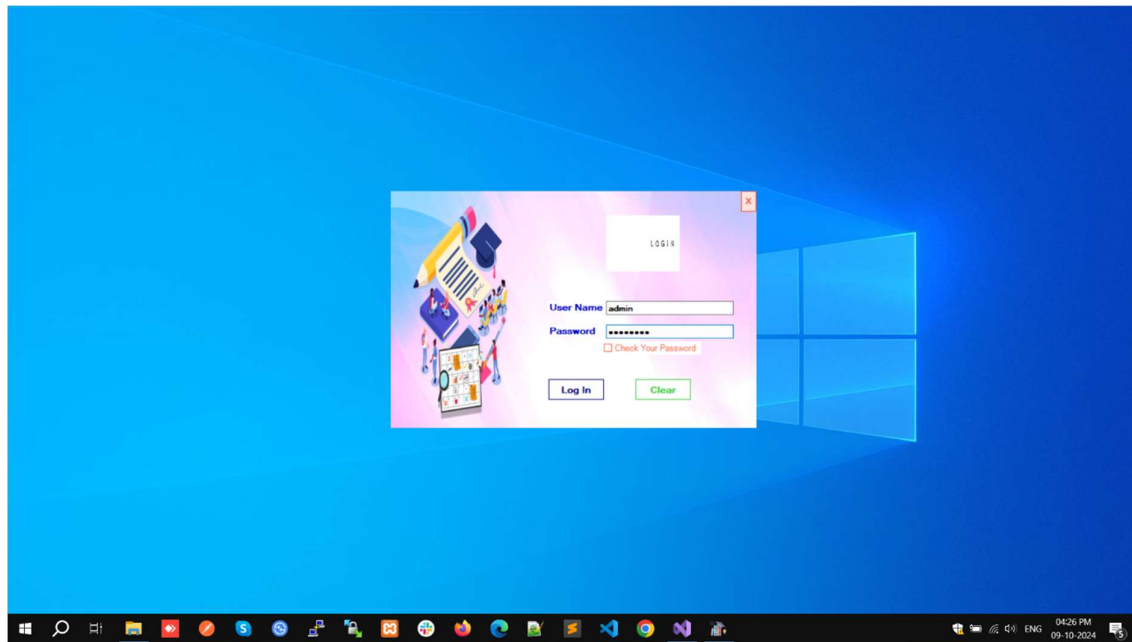 X
LOGIN
User Name admin
Password ••••••••
Check Your Password
Log In Clear
ENG 04:26 PM
09-10-2024